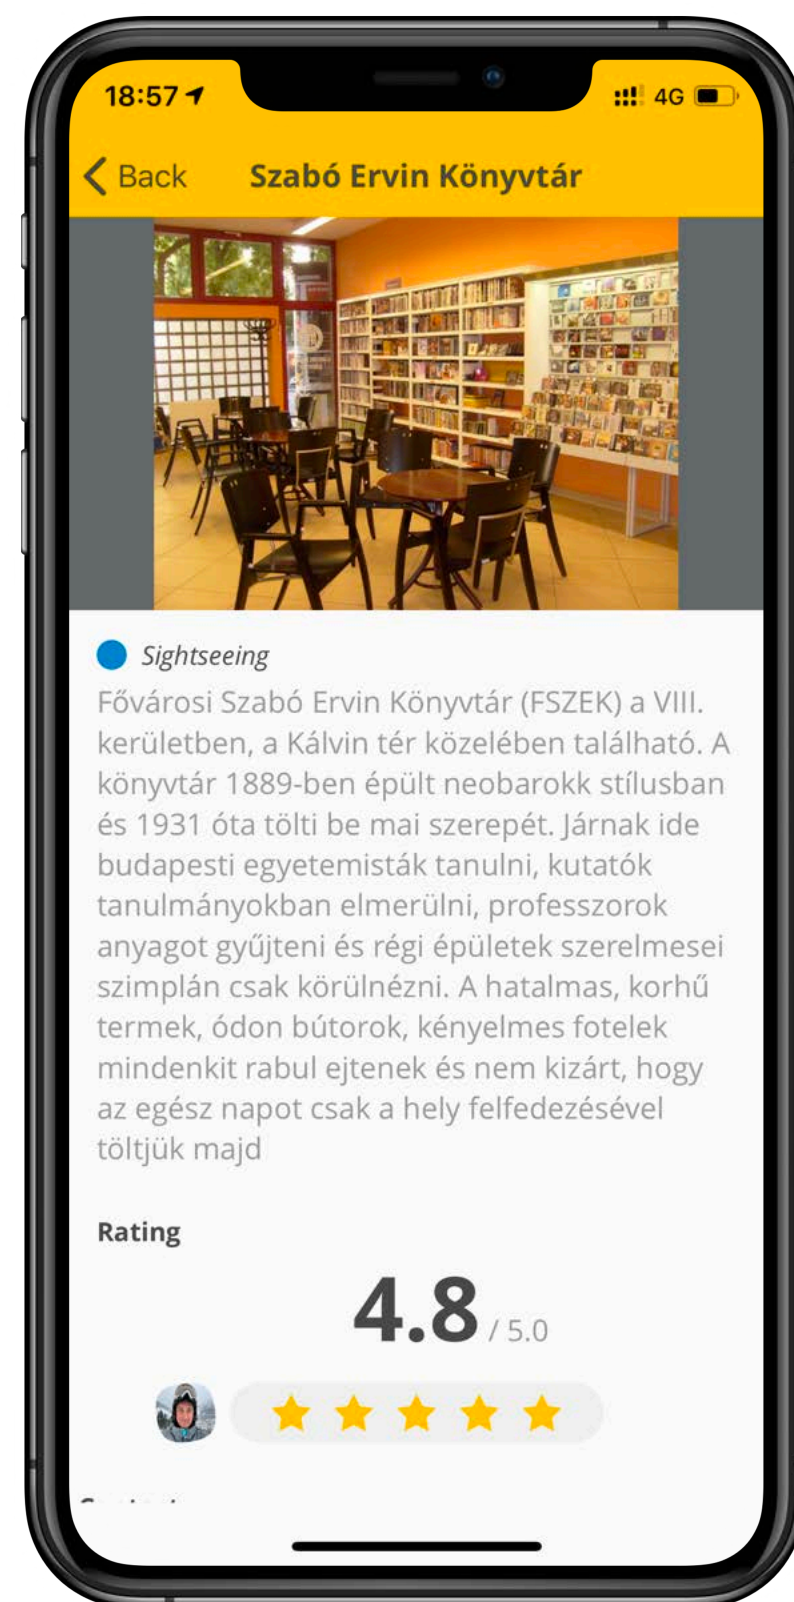 18:57
4G
Back
Szabó Ervin Könyvtár
Sightseeing
Fővárosi Szabó Ervin Könyvtár (FSZEK) a VIII.
kerületben, a Kálvin tér közelében található. A
könyvtár 1889-ben épült neobarokk stílusban
és 1931 óta tölti be mai szerepét. Járnak ide
budapesti egyetemisták tanulni, kutatók
tanulmányokban elmerülni, professzorok
anyagot gyűjteni és régi épületek szerelmesei
szimplán csak körülnézni. A hatalmas, korhű
termek, ódon bútorok, kényelmes fotelek
mindenkit rabul ejtenek és nem kizárt, hogy
az egész napot csak a hely felfedezésével
töltjük majd
Rating
4.8 / 5.0